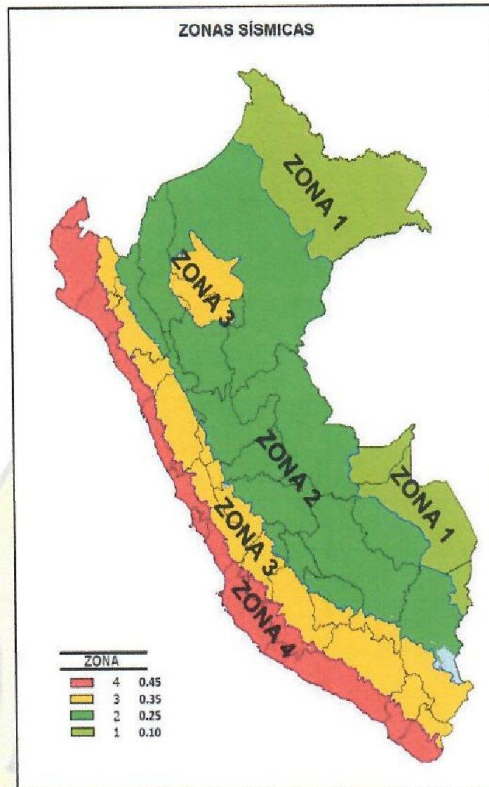 ZONAS SÍSMICAS
ZONA 1
ZONA 3
ZONA 2
ZONA 1
ZONA 3
ZONA 4
ZONA
4 0.45
3 0.35
2 0.25
1 0.10